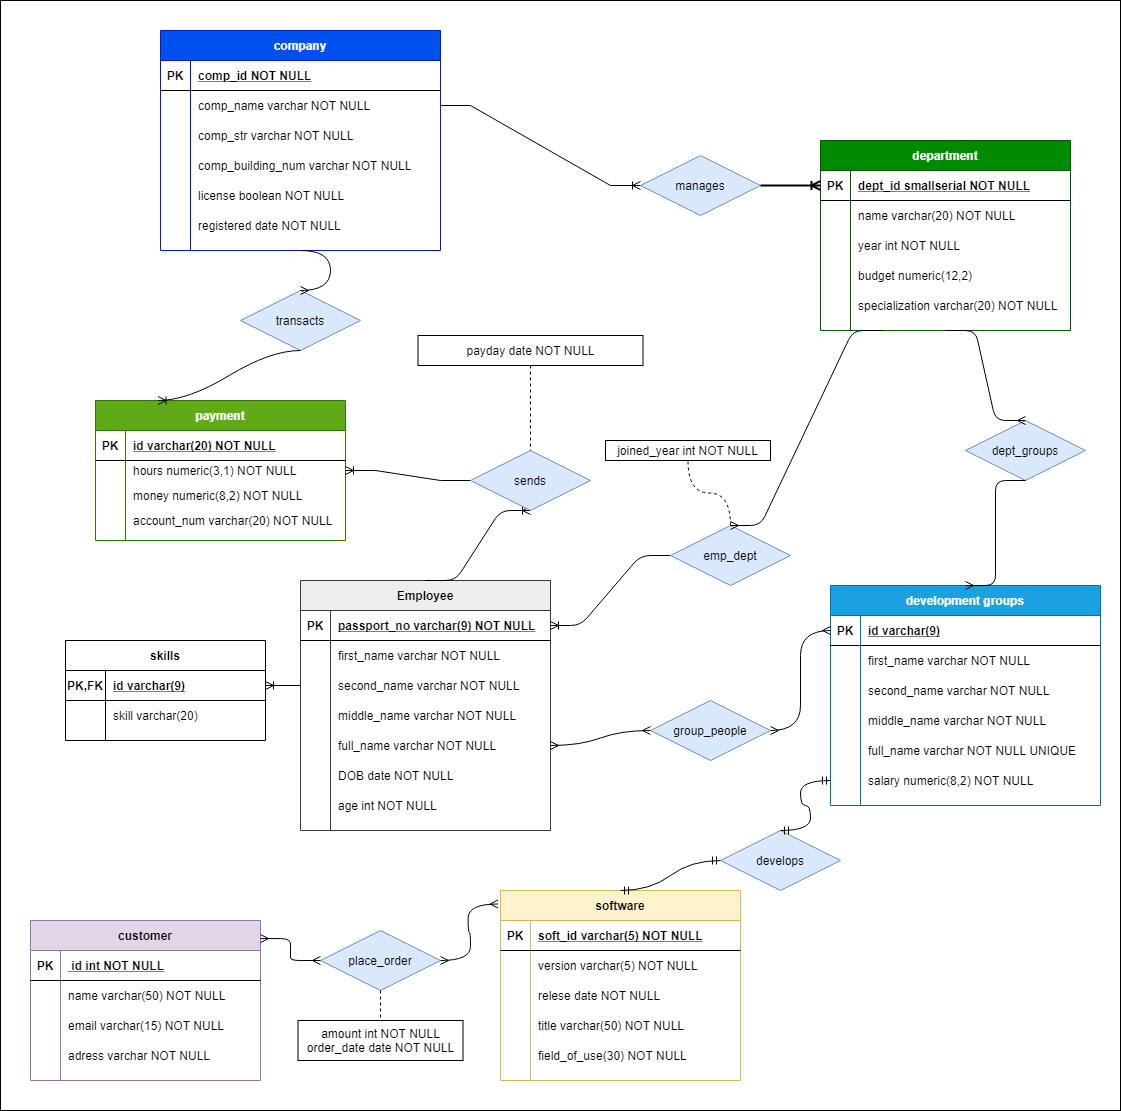 company
PK comp_id NOT NULL
comp_name varchar NOT NULL
comp_str varchar NOT NULL
comp_building_num varchar NOT NULL
license boolean NOT NULL
registered date NOT NULL
manages
department
PK dept_id smallserial NOT NULL
name varchar(20) NOT NULL
year int NOT NULL
budget numeric(12,2)
specialization varchar(20) NOT NULL
transacts
payday date NOT NULL
payment
PK id varchar(20) NOT NULL
hours numeric(3,1) NOT NULL
money numeric(8,2) NOT NULL
account_num varchar(20) NOT NULL
sends
joined_year int NOT NULL
dept_groups
emp_dept
Employee
PK passport_no varchar(9) NOT NULL
first_name varchar NOT NULL
second_name varchar NOT NULL
middle_name varchar NOT NULL
full_name varchar NOT NULL
DOB date NOT NULL
age int NOT NULL
development groups
PK id varchar(9)
first_name varchar NOT NULL
second_name varchar NOT NULL
middle_name varchar NOT NULL
full_name varchar NOT NULL UNIQUE
salary numeric(8,2) NOT NULL
skills
PK,FK id varchar(9)
skill varchar(20)
group_people
develops
software
PK soft_id varchar(5) NOT NULL
version varchar(5) NOT NULL
relese date NOT NULL
title varchar(50) NOT NULL
field_of_use(30) NOT NULL
customer
PK id int NOT NULL
name varchar(50) NOT NULL
email varchar(15) NOT NULL
adress varchar NOT NULL
place_order
amount int NOT NULL
order_date date NOT NULL